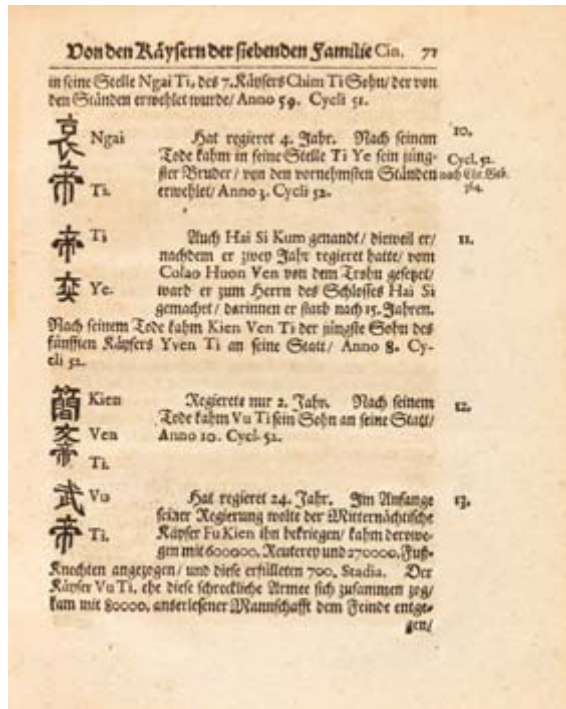 Von den Käysern der siebenden Familie Cin. 71
in seine Stelle Ngai Ti, des 7. Käysers Chim Ti Sohn/ der von
den Ständen erwehlet wurde/ Anno 59. Cycli 51.
哀 Ngai Hat regieret 4. Jahr. Nach seinem 10.
Tode kahm in seine Stelle Ti Ye sein jüng- Cycl. 52.
ster Bruder/ von den vornehmsten Ständen nach Chr. Geb.
帝 Ti. erwehlet/ Anno 3. Cycli 52. 364.
帝 Ti Auch Hai Si Kum genandt/ dieweil er/ 11.
nachdem er zwey Jahr regieret hatte/ vom
Colao Huon Ven von dem Trohn gesetzet/
奕 Ye. ward er zum Herrn des Schlosses Hai Si
gemachet/ darinnen er starb nach 15. Jahren.
Nach seinem Tode kahm Kien Ven Ti der jüngste Sohn des
fünfften Käysers Yven Ti an seine Statt/ Anno 8. Cy-
cli 52.
簡 Kien Regierete nur 2. Jahr. Nach seinem 12.
文 Ven Tode kahm Vu Ti sein Sohn an seine Statt/
帝 Ti. Anno 10. Cycl. 52.
武 Vu Hat regieret 24. Jahr. Im Anfange 13.
seiner Regierung wolte der Mitternächtische
帝 Ti. Käyser Fu Kien ihn bekriegen/ kahm derowe-
gen mit 600000. Reuterey und 270000. Fuß-
Knechten angezogen/ und diese erfülleten 700. Stadia. Der
Käyser Vu Ti, ehe diese schreckliche Armee sich zusammen zog/
kam mit 80000. auserlesener Mannschafft dem Feinde entge-
gen/